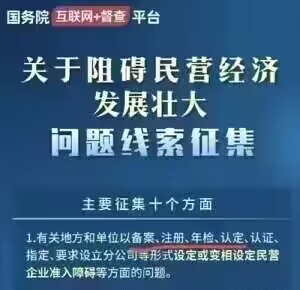 国务院 互联网+督查 平台
关于阻碍民营经济
发展壮大
问题线索征集
主要征集十个方面
1.有关地方和单位以备案、注册、年检、认定、认证、
指定、要求设立分公司等形式设定或变相设定民营
企业准入障碍等方面的问题。